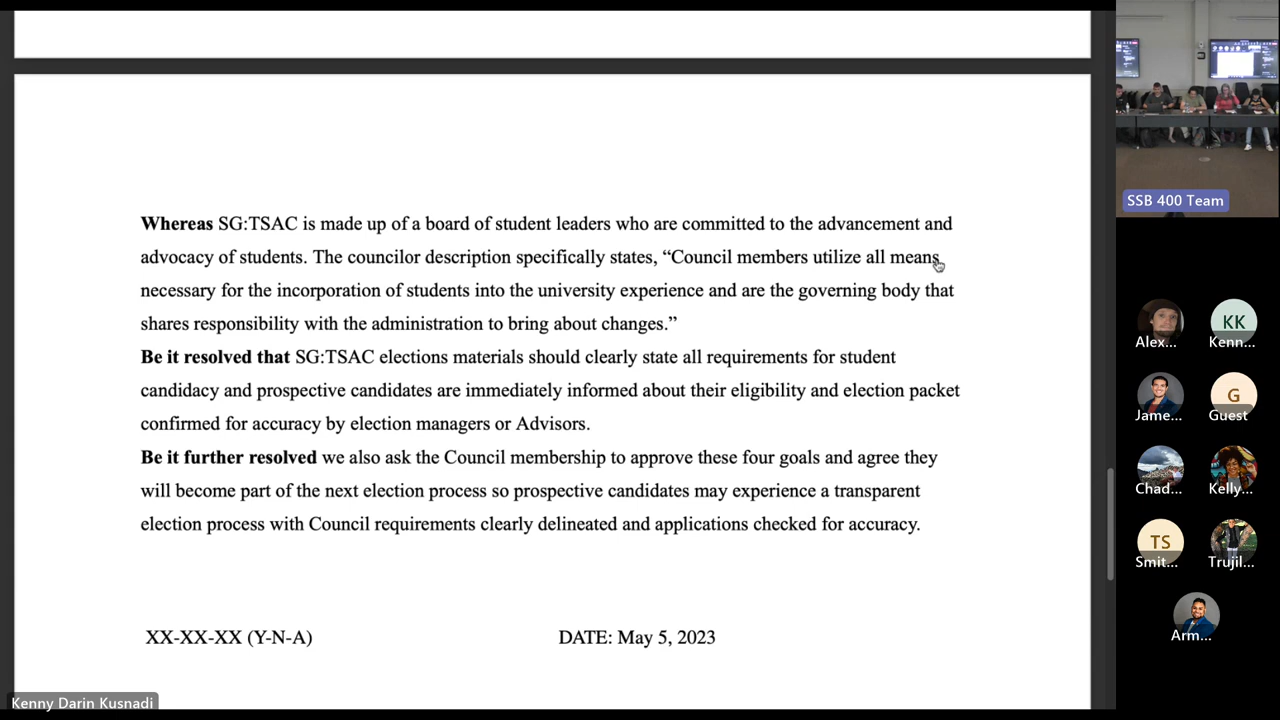 Whereas SG:TSAC is made up of a board of student leaders who are committed to the advancement and
advocacy of students. The councilor description specifically states, “Council members utilize all means
necessary for the incorporation of students into the university experience and are the governing body that
shares responsibility with the administration to bring about changes.”
Be it resolved that SG:TSAC elections materials should clearly state all requirements for student
candidacy and prospective candidates are immediately informed about their eligibility and election packet
confirmed for accuracy by election managers or Advisors.
Be it further resolved we also ask the Council membership to approve these four goals and agree they
will become part of the next election process so prospective candidates may experience a transparent
election process with Council requirements clearly delineated and applications checked for accuracy.
XX-XX-XX (Y-N-A) DATE: May 5, 2023
Kenny Darin Kusnadi
SSB 400 Team
KK
Alex... Kenn...
G
Jame... Guest
Chad... Kelly...
TS
Smit... Trujil...
Arm...